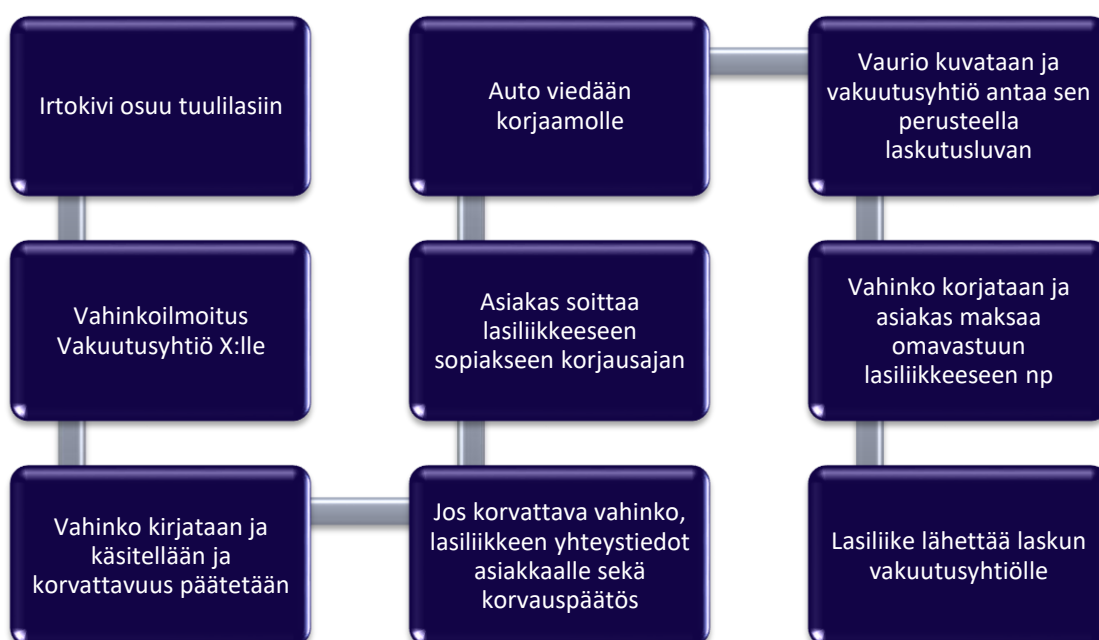 Irtokivi osuu tuulilasiin
Vahinkoilmoitus
Vakuutusyhtiö X:lle
Vahinko kirjataan ja
käsitellään ja
korvattavuus päätetään
Jos korvattava vahinko,
lasiliikkeen yhteystiedot
asiakkaalle sekä
korvauspäätös
Asiakas soittaa
lasiliikkeeseen
sopiakseen korjausajan
Auto viedään
korjaamolle
Vaurio kuvataan ja
vakuutusyhtiö antaa sen
perusteella
laskutusluvan
Vahinko korjataan ja
asiakas maksaa
omavastuun
lasiliikkeeseen np
Lasiliike lähettää laskun
vakuutusyhtiölle